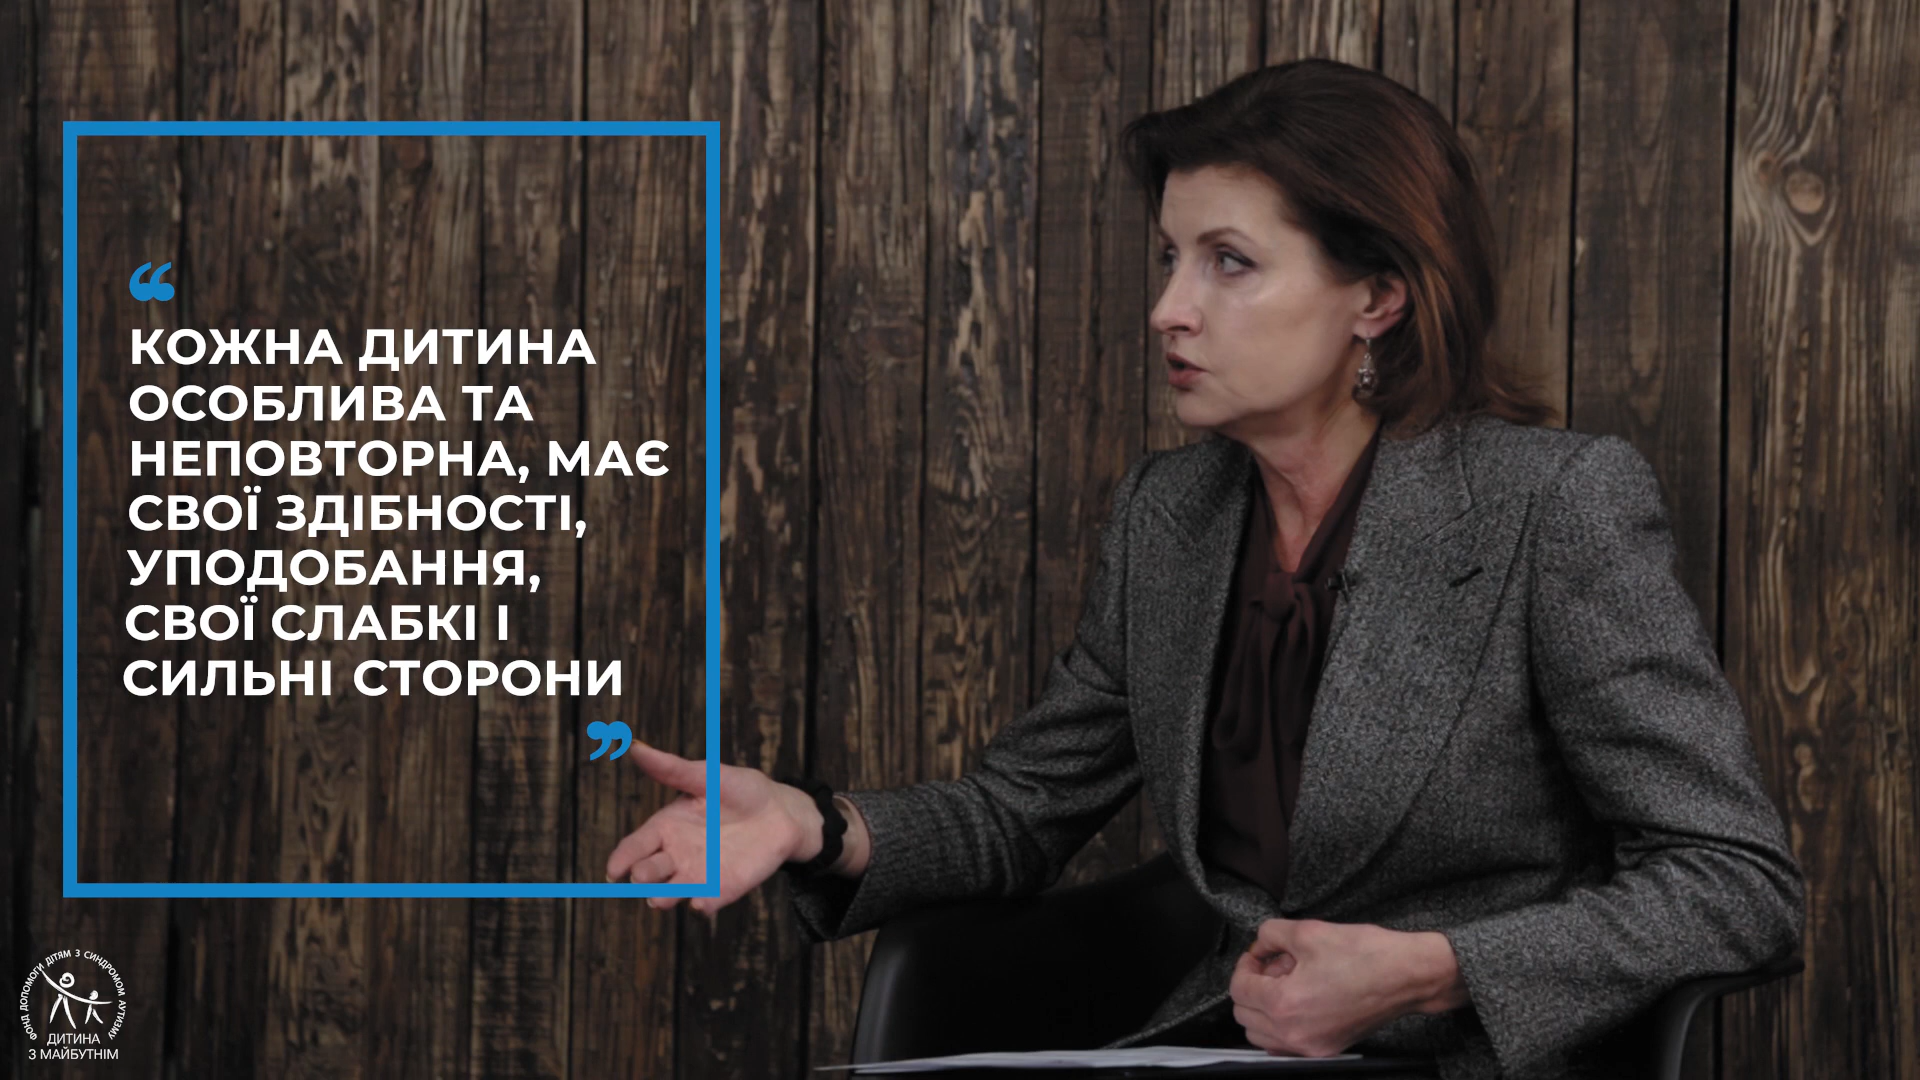 “
КОЖНА ДИТИНА
ОСОБЛИВА ТА
НЕПОВТОРНА, МАЄ
СВОЇ ЗДІБНОСТІ,
УПОДОБАННЯ,
СВОЇ СЛАБКІ І
СИЛЬНІ СТОРОНИ
”
ФОНД ДОПОМОГИ ДІТЯМ З СИНДРОМОМ АУТИЗМУ
ДИТИНА
З МАЙБУТНІМ